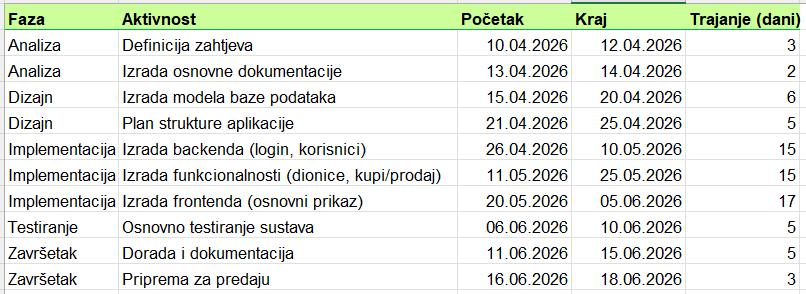 Faza Aktivnost Početak Kraj Trajanje (dani)
Analiza Definicija zahtjeva 10.04.2026 12.04.2026 3
Analiza Izrada osnovne dokumentacije 13.04.2026 14.04.2026 2
Dizajn Izrada modela baze podataka 15.04.2026 20.04.2026 6
Dizajn Plan strukture aplikacije 21.04.2026 25.04.2026 5
Implementacija Izrada backenda (login, korisnici) 26.04.2026 10.05.2026 15
Implementacija Izrada funkcionalnosti (dionice, kupi/prodaj) 11.05.2026 25.05.2026 15
Implementacija Izrada frontenda (osnovni prikaz) 20.05.2026 05.06.2026 17
Testiranje Osnovno testiranje sustava 06.06.2026 10.06.2026 5
Završetak Dorada i dokumentacija 11.06.2026 15.06.2026 5
Završetak Priprema za predaju 16.06.2026 18.06.2026 3